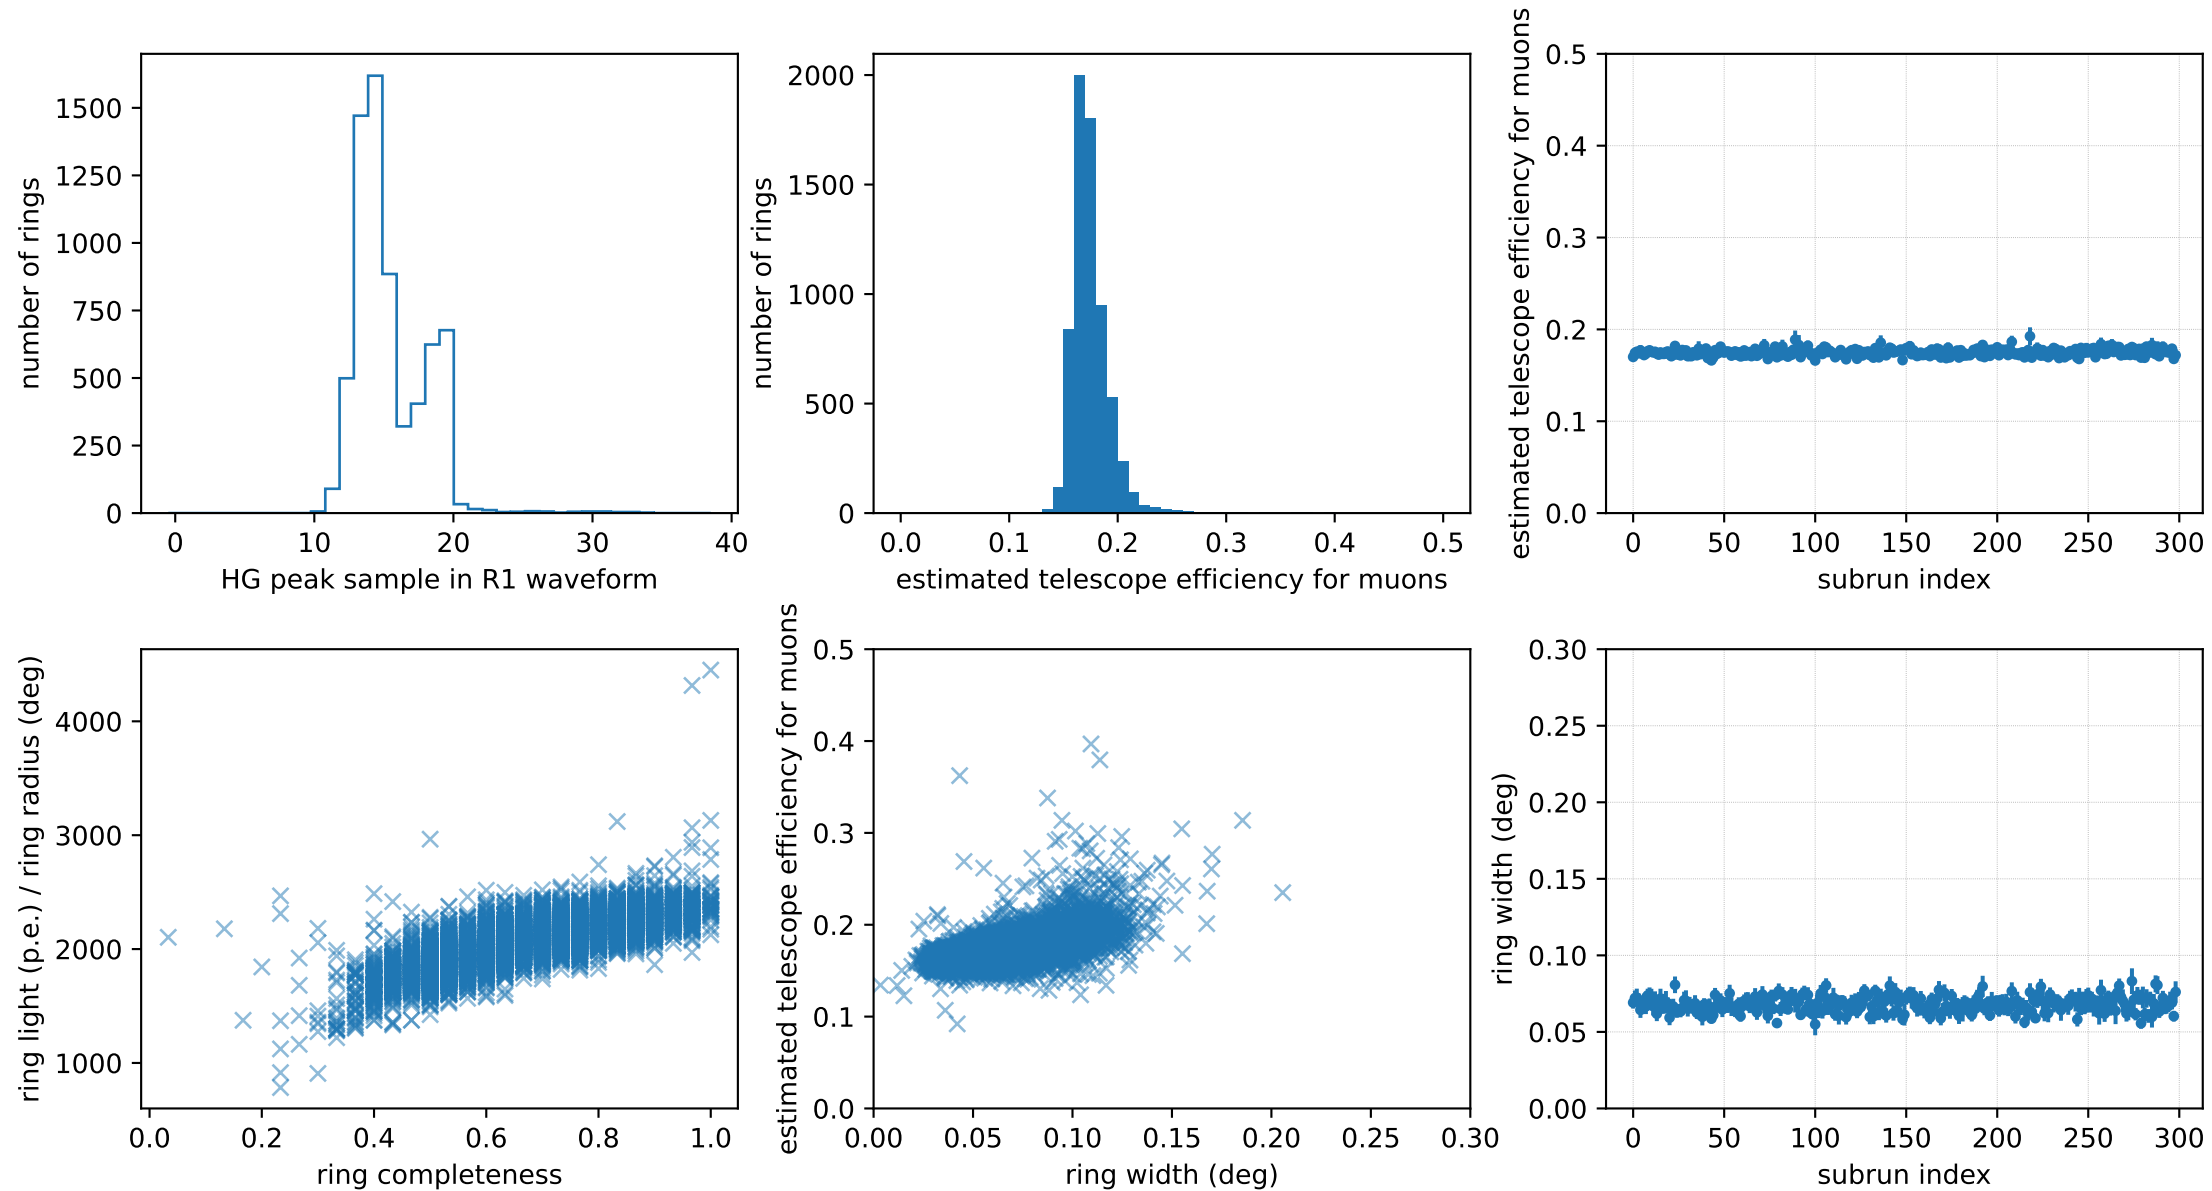 number of rings
1500
1250
1000
750
500
250
0
0 10 20 30 40
HG peak sample in R1 waveform
number of rings
2000
1500
1000
500
0
0.0 0.1 0.2 0.3 0.4 0.5
estimated telescope efficiency for muons
estimated telescope efficiency for muons
0.5
0.4
0.3
0.2
0.1
0.0
0 50 100 150 200 250 300
subrun index
ring light (p.e.) / ring radius (deg)
4000
3000
2000
1000
0.0 0.2 0.4 0.6 0.8 1.0
ring completeness
estimated telescope efficiency for muons
0.5
0.4
0.3
0.2
0.1
0.0
0.00 0.05 0.10 0.15 0.20 0.25 0.30
ring width (deg)
ring width (deg)
0.30
0.25
0.20
0.15
0.10
0.05
0.00
0 50 100 150 200 250 300
subrun index